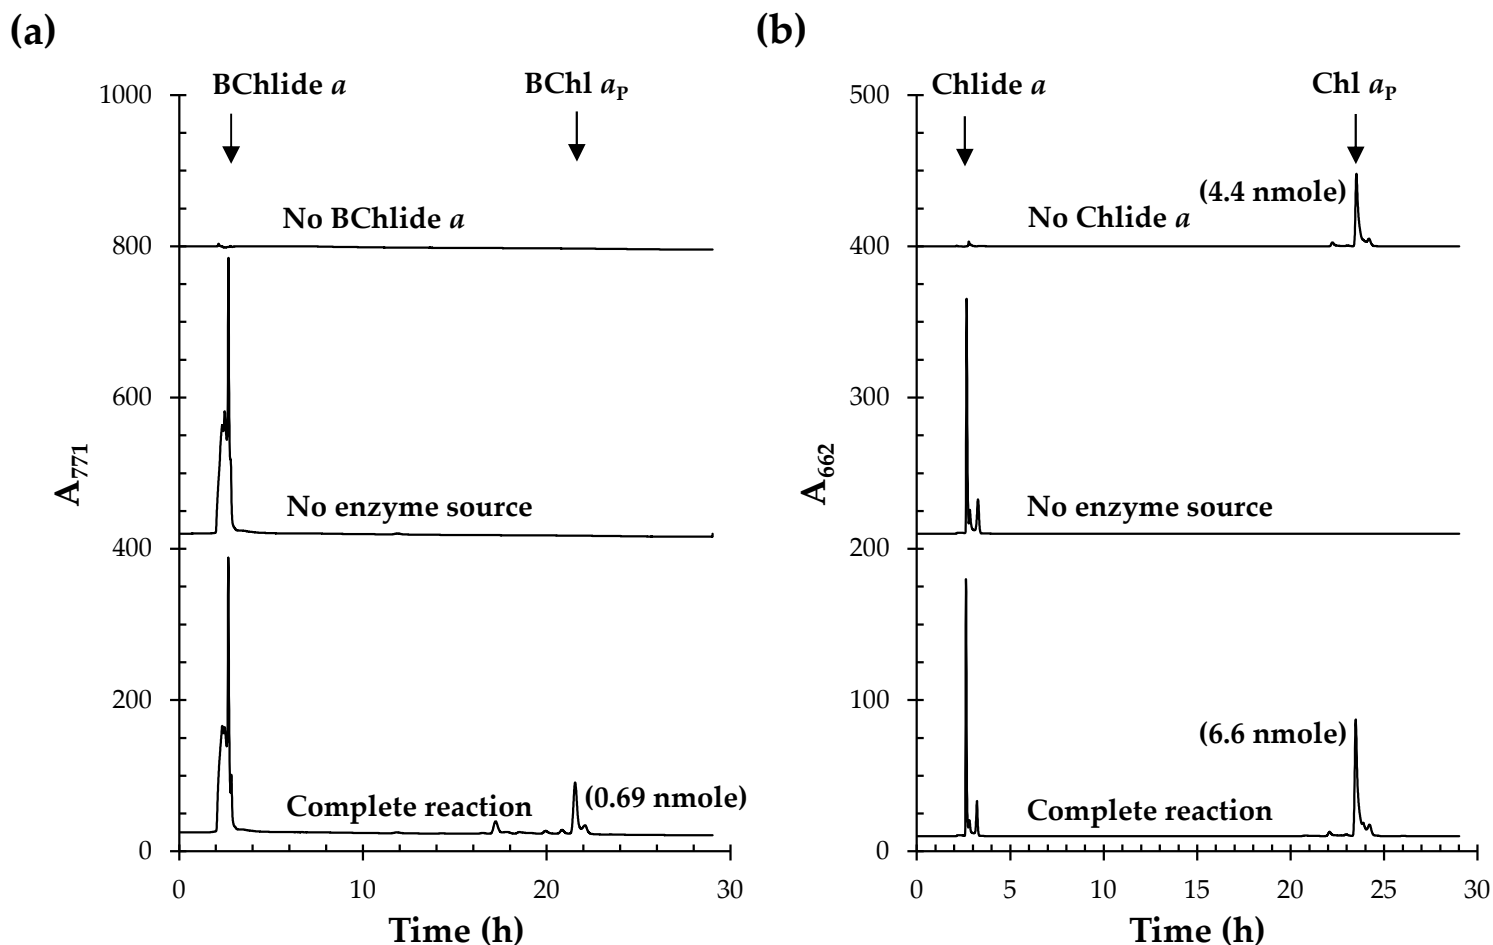 (a)
BChlide a
BChl aP
1000
800
600
400
200
0
A771
No BChlide a
No enzyme source
Complete reaction
(0.69 nmole)
0 10 20 30
Time (h)
(b)
Chlide a
Chl aP
500
400
300
200
100
0
A662
(4.4 nmole)
No Chlide a
No enzyme source
(6.6 nmole)
Complete reaction
0 5 10 15 20 25 30
Time (h)